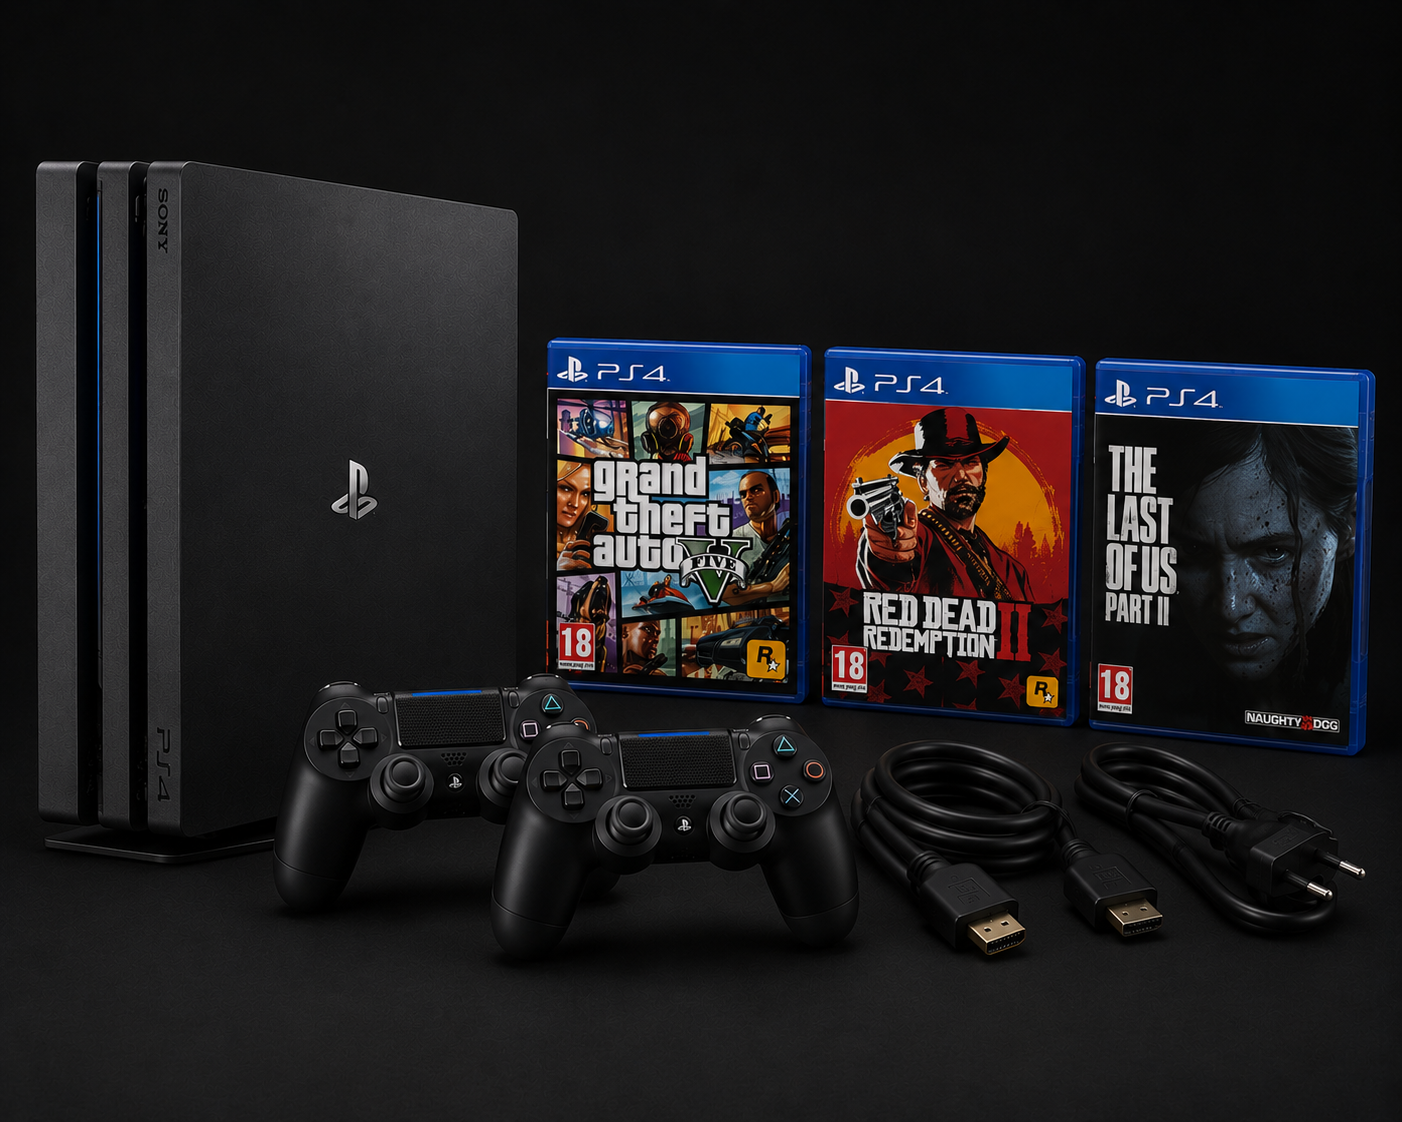 SONY
PS4
PS4
grand
theft
auto
V
FIVE
18
R
PS4
RED DEAD
REDEMPTION II
18
R
PS4
THE
LAST
OF US
PART II
18
NAUGHTY DOG